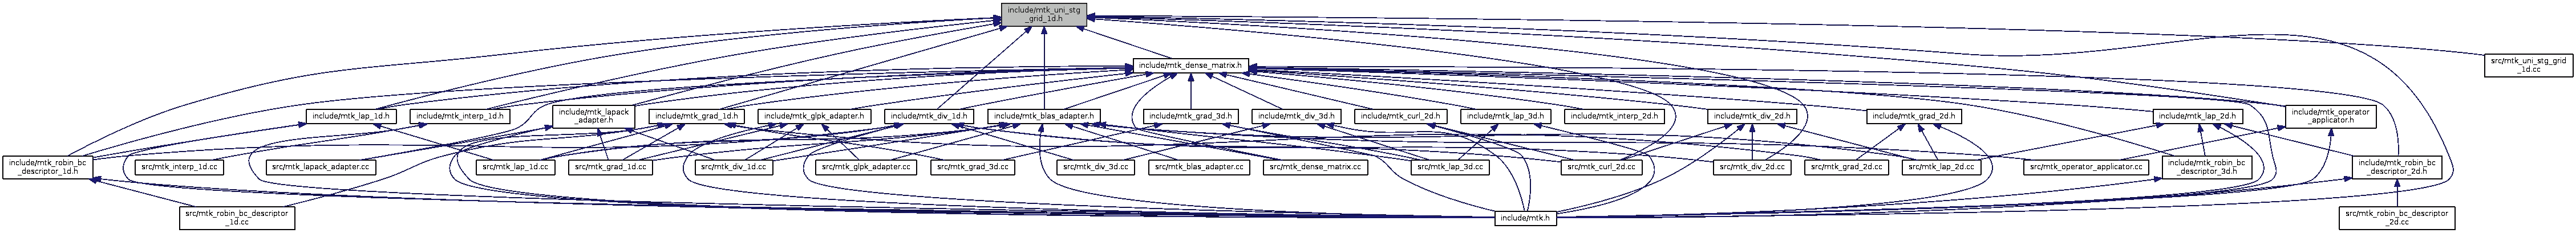 include/mtk_uni_stg
_grid_1d.h
include/mtk_dense_matrix.h
src/mtk_uni_stg_grid
_1d.cc
include/mtk_lap_1d.h
include/mtk_interp_1d.h
include/mtk_lapack
_adapter.h
include/mtk_grad_1d.h
include/mtk_glpk_adapter.h
include/mtk_div_1d.h
include/mtk_blas_adapter.h
include/mtk_grad_3d.h
include/mtk_div_3d.h
include/mtk_curl_2d.h
include/mtk_lap_3d.h
include/mtk_interp_2d.h
include/mtk_div_2d.h
include/mtk_grad_2d.h
include/mtk_lap_2d.h
include/mtk_operator
_applicator.h
include/mtk_robin_bc
_descriptor_1d.h
src/mtk_interp_1d.cc
src/mtk_lapack_adapter.cc
src/mtk_lap_1d.cc
src/mtk_grad_1d.cc
src/mtk_div_1d.cc
src/mtk_glpk_adapter.cc
src/mtk_grad_3d.cc
src/mtk_div_3d.cc
src/mtk_blas_adapter.cc
src/mtk_dense_matrix.cc
src/mtk_lap_3d.cc
src/mtk_curl_2d.cc
src/mtk_div_2d.cc
src/mtk_grad_2d.cc
src/mtk_lap_2d.cc
src/mtk_operator_applicator.cc
include/mtk_robin_bc
_descriptor_3d.h
include/mtk_robin_bc
_descriptor_2d.h
src/mtk_robin_bc_descriptor
_1d.cc
include/mtk.h
src/mtk_robin_bc_descriptor
_2d.cc